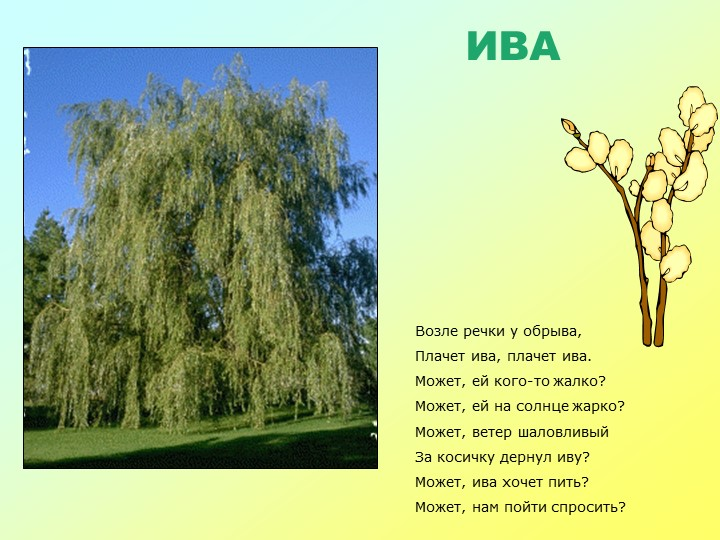 ИВА
Возле речки у обрыва,
Плачет ива, плачет ива.
Может, ей кого-то жалко?
Может, ей на солнце жарко?
Может, ветер шаловливый
За косичку дернул иву?
Может, ива хочет пить?
Может, нам пойти спросить?